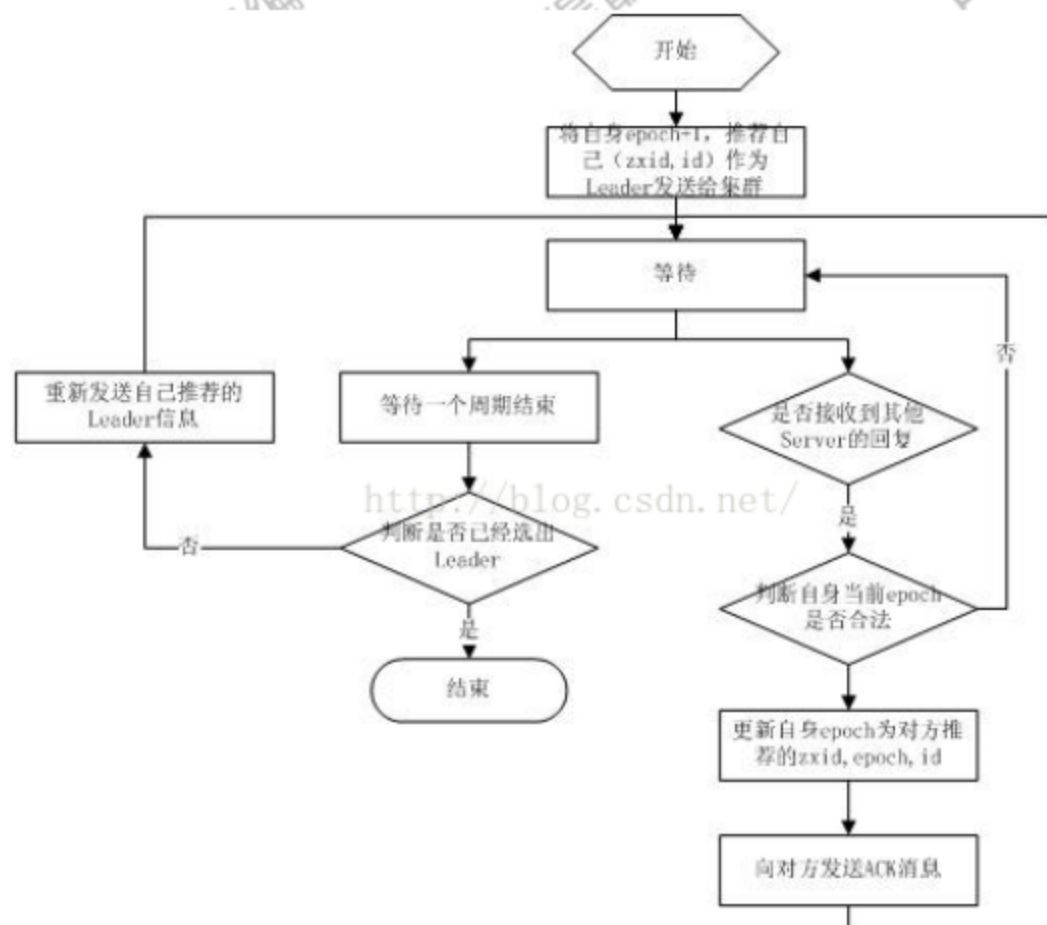 开始
将自身epoch+1，推荐自
己（zxid,id）作为
Leader发送给集群
等待
否
重新发送自己推荐的
Leader信息
等待一个周期结束
是否接收到其他
Server的回复
http://blog.csdn.net/
是
否
判断是否已经选出
Leader
判断自身当前epoch
是否合法
是
结束
更新自身epoch为对方推
荐的zxid,epoch,id
向对方发送ACK消息